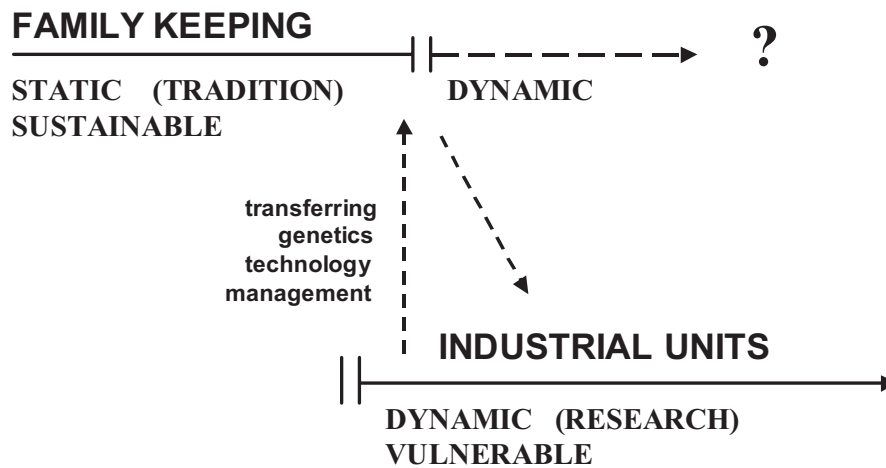 FAMILY KEEPING
?
STATIC (TRADITION) DYNAMIC
SUSTAINABLE
transferring
genetics
technology
management
INDUSTRIAL UNITS
DYNAMIC (RESEARCH)
VULNERABLE